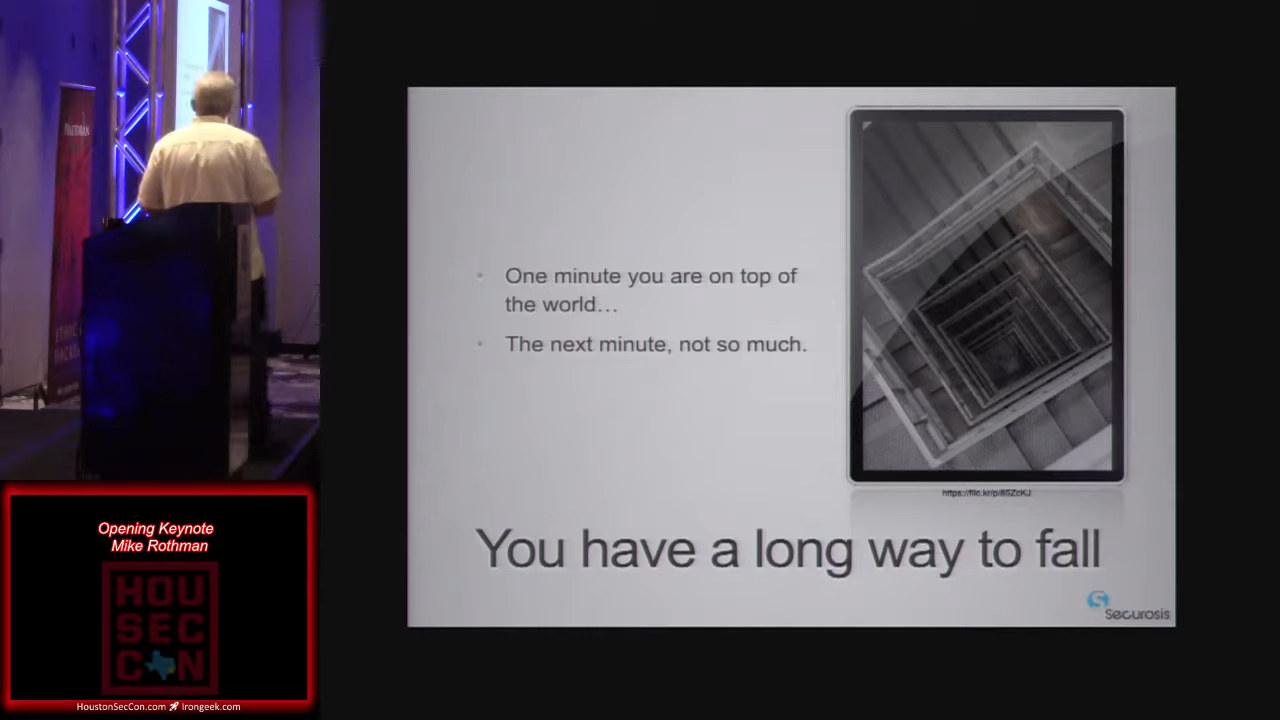 One minute you are on top of
the world…
The next minute, not so much.
You have a long way to fall
Securosis
Opening Keynote
Mike Rothman
HOU
SEC
CON
HoustonSecCon.com Irongeek.com